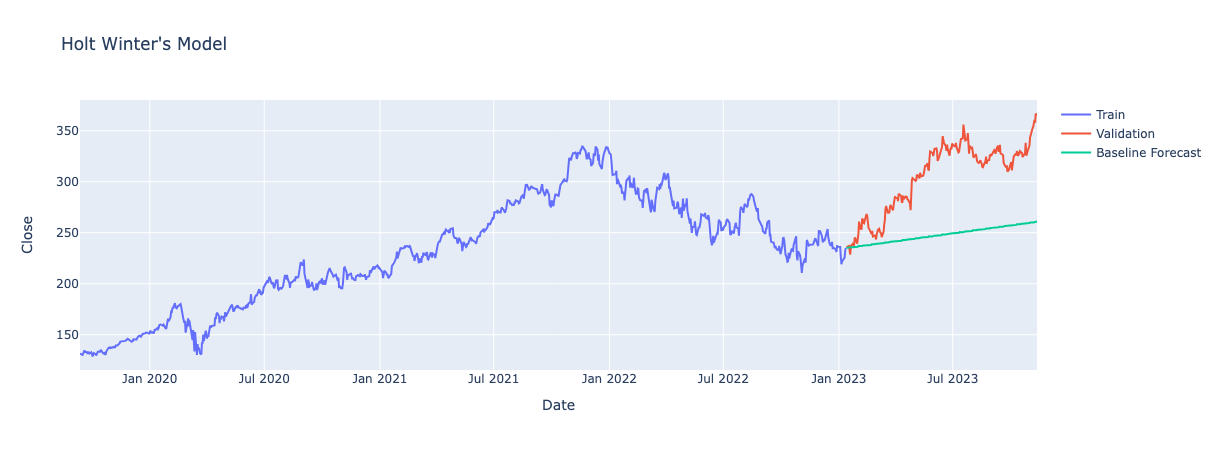 Holt Winter's Model
Close
350
300
250
200
150
Jan 2020
Jul 2020
Jan 2021
Jul 2021
Jan 2022
Jul 2022
Jan 2023
Jul 2023
Date
Train
Validation
Baseline Forecast